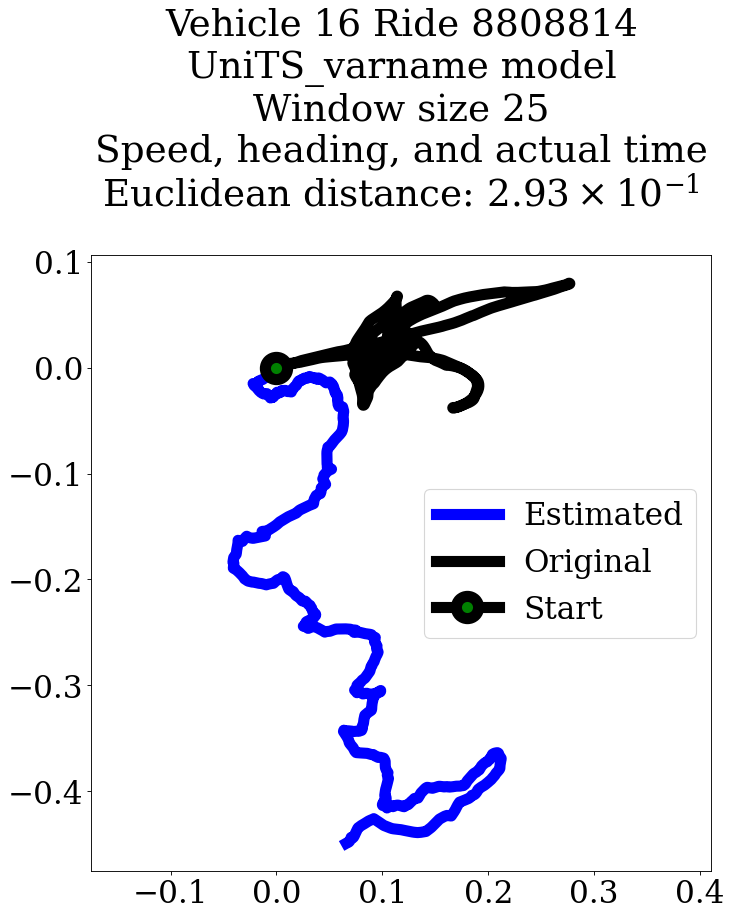 Vehicle 16 Ride 8808814
UniTS_varname model
Window size 25
Speed, heading, and actual time
Euclidean distance: 2.93 × 10⁻¹
0.1
0.0
−0.1
−0.2
−0.3
−0.4
Estimated
Original
Start
−0.1 0.0 0.1 0.2 0.3 0.4